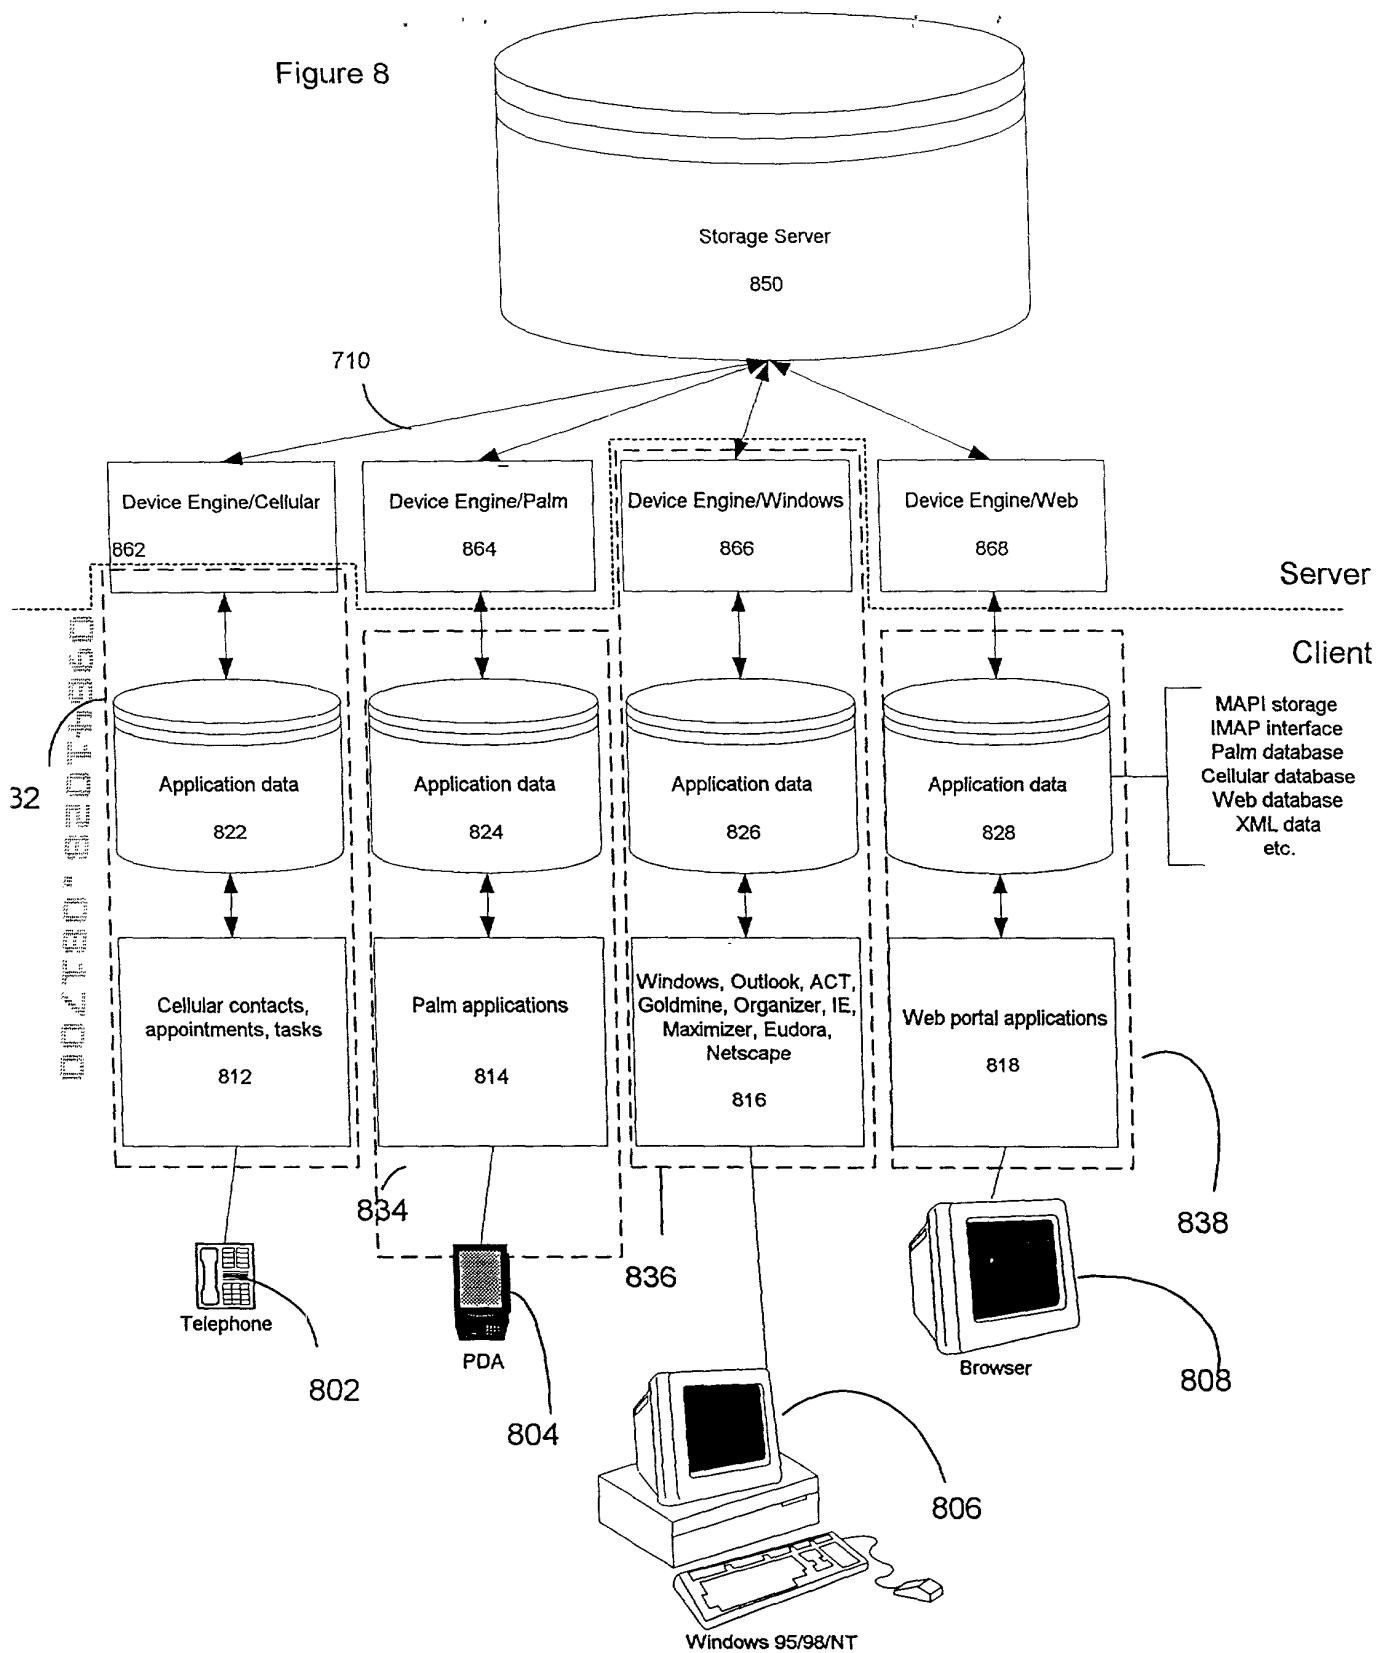 Figure 8
Storage Server
850
710
Device Engine/Cellular
862
Device Engine/Palm
864
Device Engine/Windows
866
Device Engine/Web
868
Server
Client
32
Application data
822
Application data
824
Application data
826
Application data
828
MAPI storage
IMAP interface
Palm database
Cellular database
Web database
XML data
etc.
Cellular contacts,
appointments, tasks
812
Palm applications
814
Windows, Outlook, ACT,
Goldmine, Organizer, IE,
Maximizer, Eudora,
Netscape
816
Web portal applications
818
834
836
838
Telephone
802
PDA
804
Browser
808
806
Windows 95/98/NT
09641028.081700